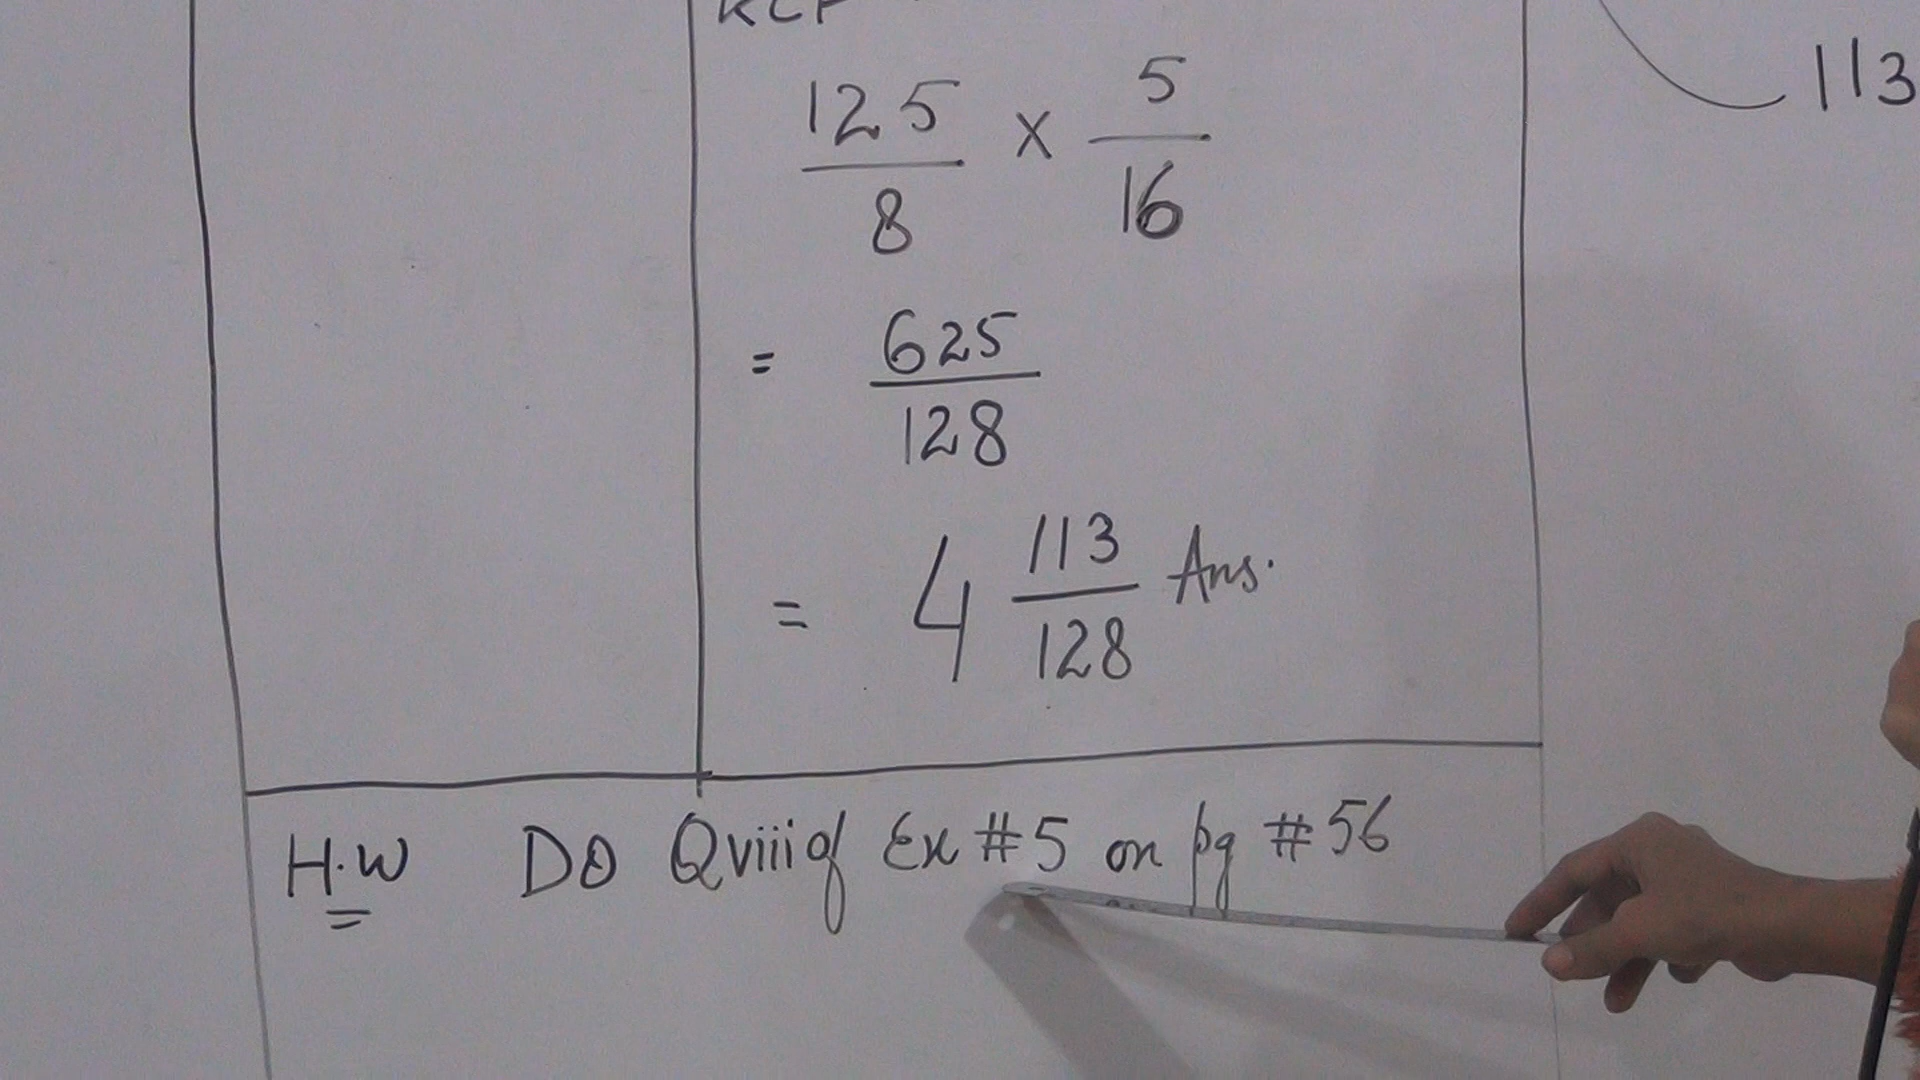 KCF
125/8 × 5/16
= 625/128
= 4 113/128 Ans.
113
H.W Do Qviii of Ex #5 on pg #56